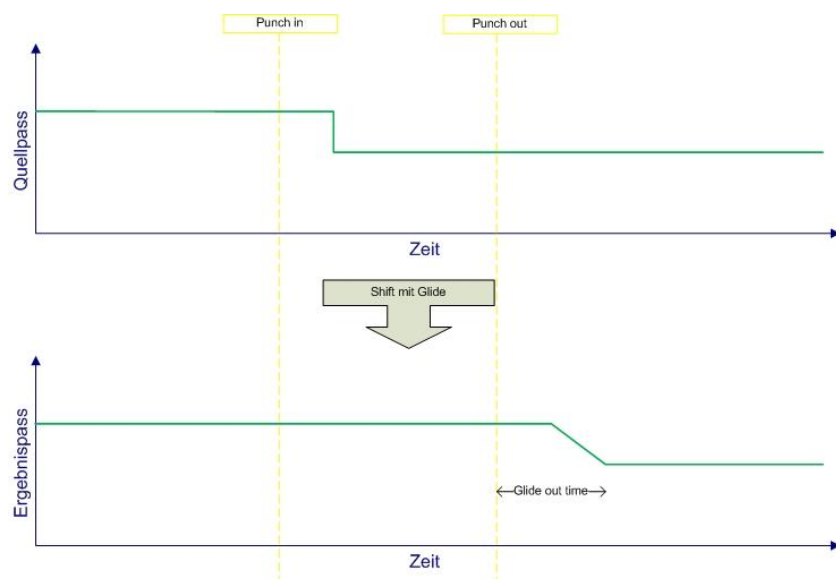 Punch in
Punch out
Quellpass
Zeit
Shift mit Glide
Ergebnispass
Glide out time
Zeit